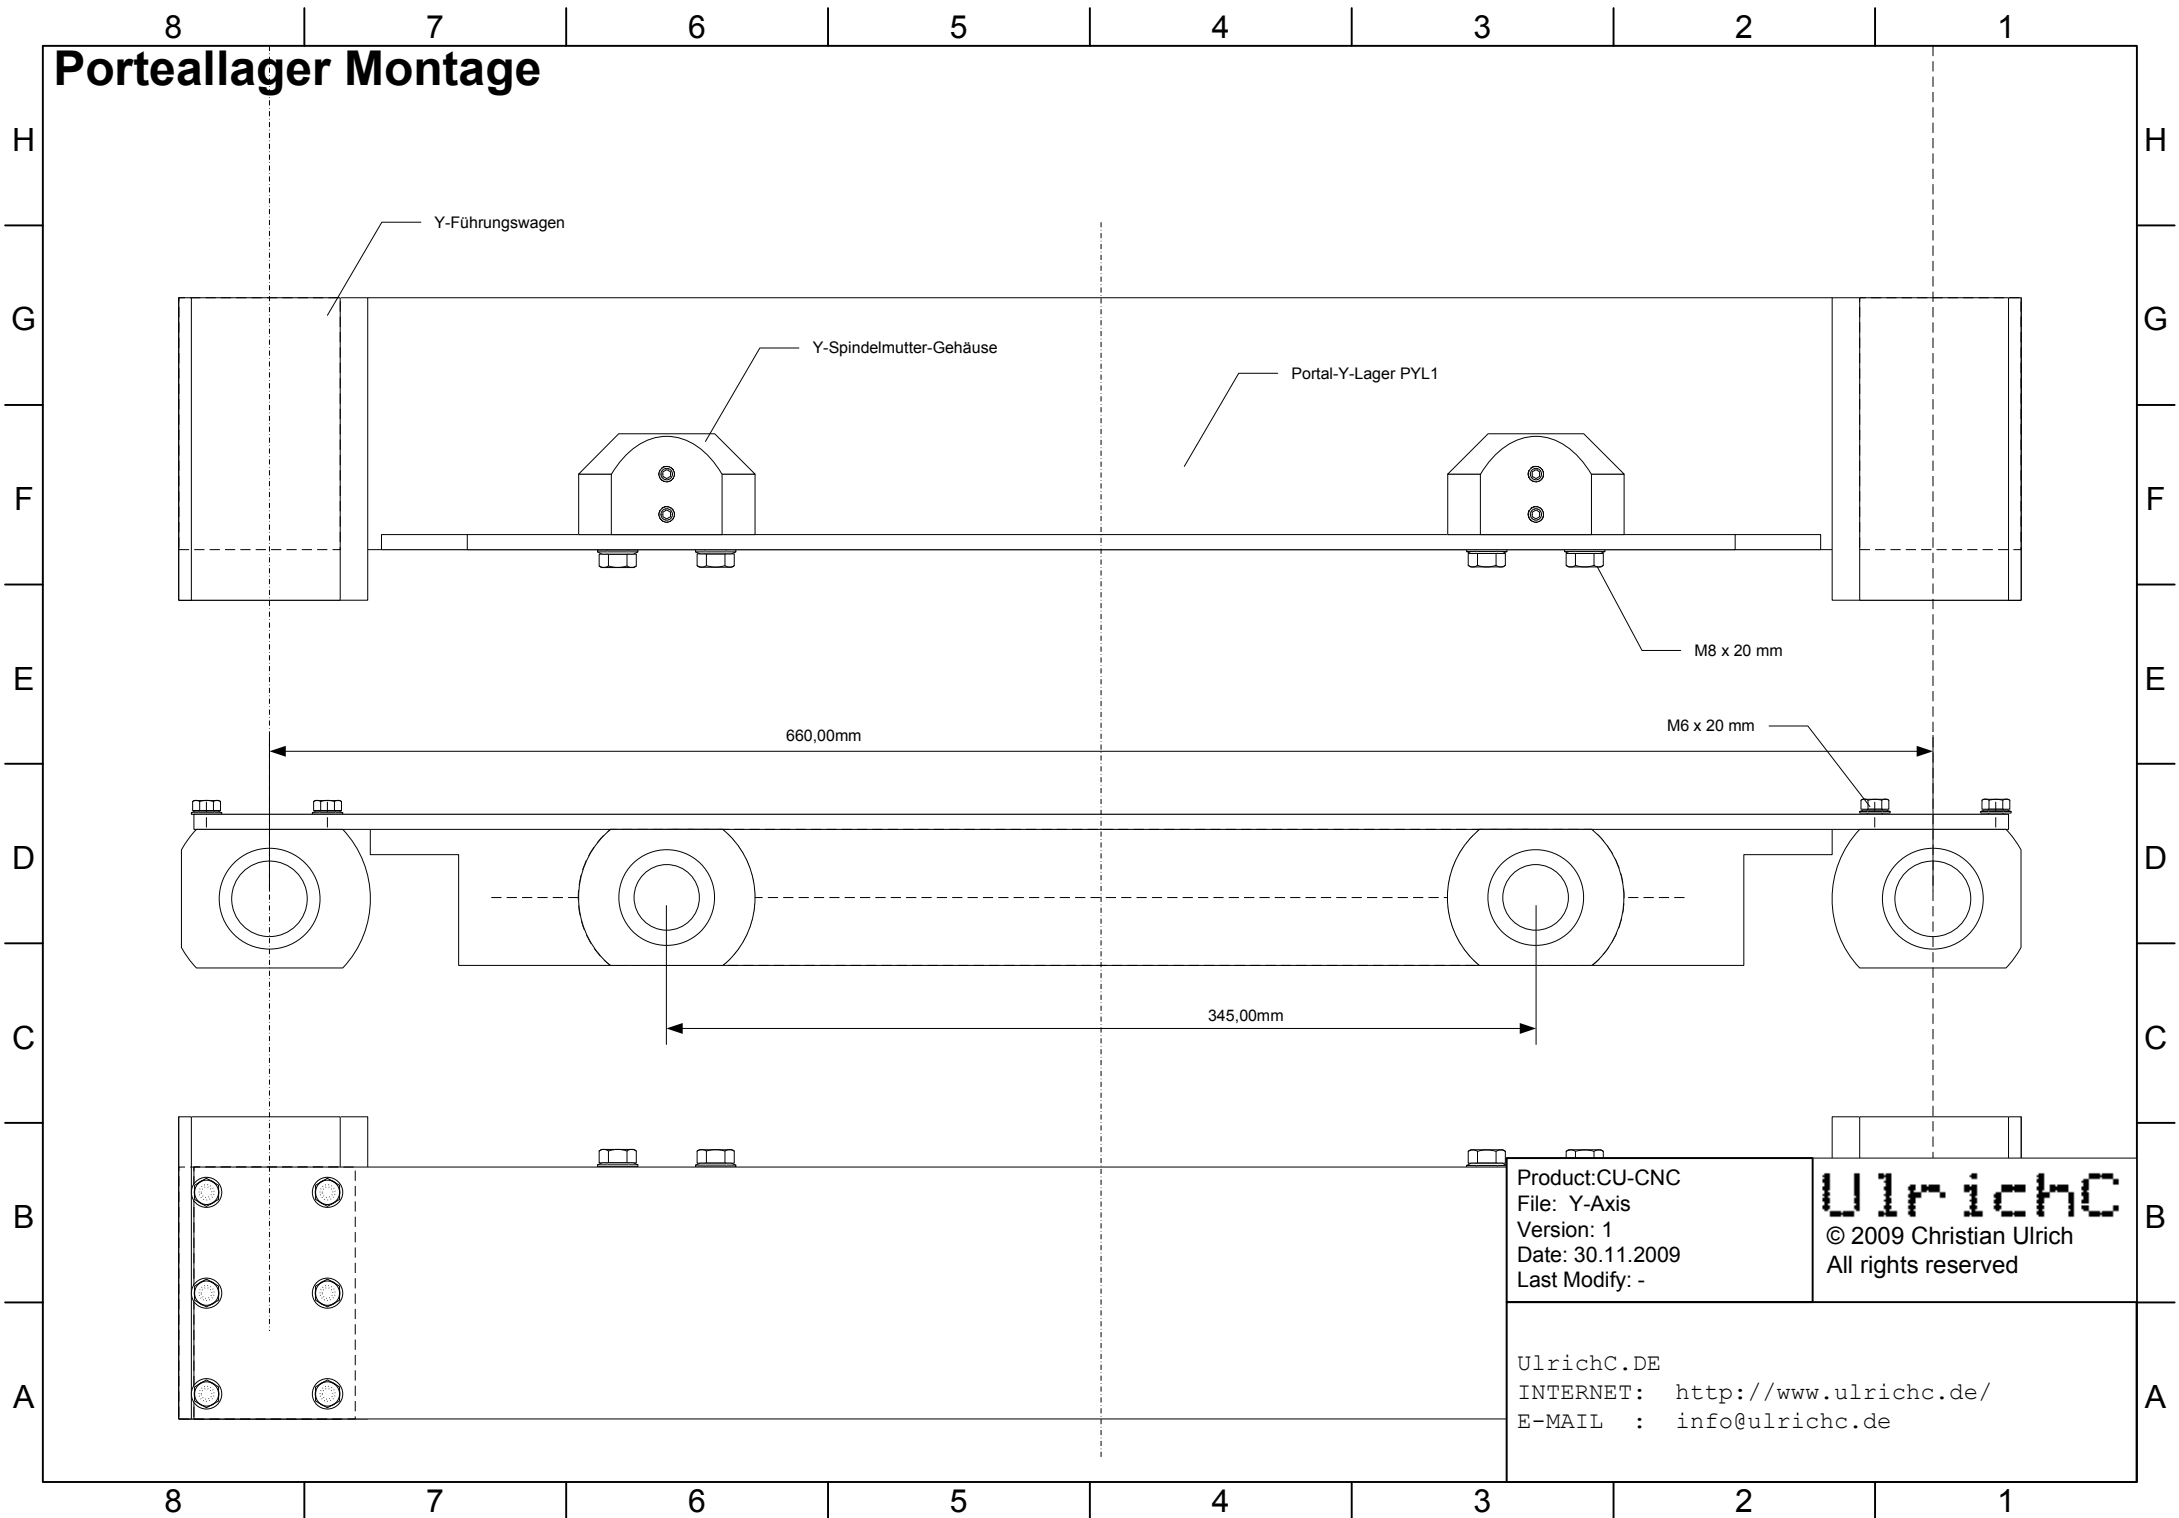 8 7 6 5 4 3 2 1
Porteallager Montage
H H
Y-Führungswagen
G G
Y-Spindelmutter-Gehäuse
Portal-Y-Lager PYL1
F F
M8 x 20 mm
E E
M6 x 20 mm
660,00mm
D D
345,00mm
C C
Product:CU-CNC
File: Y-Axis
Version: 1
Date: 30.11.2009
Last Modify: -
UlrichC
© 2009 Christian Ulrich
All rights reserved
B B
UlrichC.DE
INTERNET: http://www.ulrichc.de/
E-MAIL : info@ulrichc.de
A A
8 7 6 5 4 3 2 1